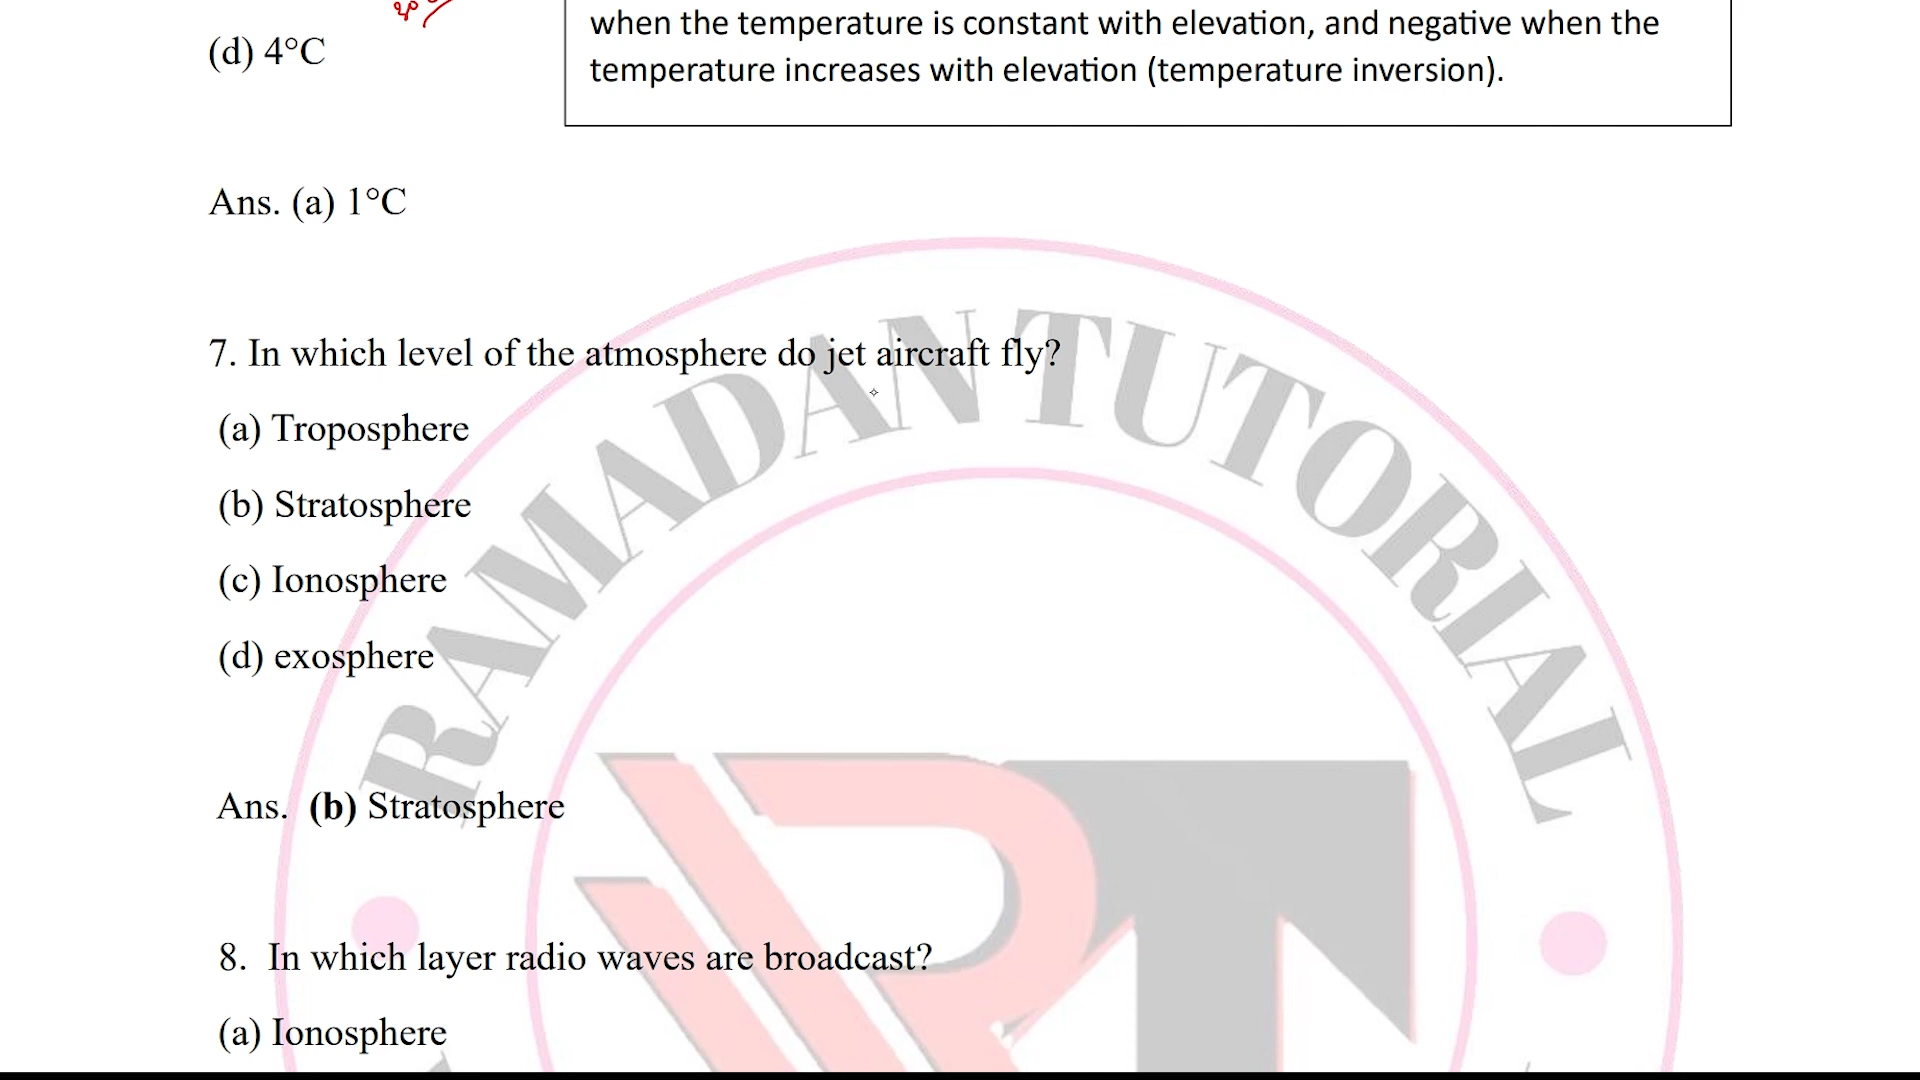 when the temperature is constant with elevation, and negative when the
(d) 4°C
temperature increases with elevation (temperature inversion).
Ans. (a) 1°C
7. In which level of the atmosphere do jet aircraft fly?
(a) Troposphere
(b) Stratosphere
(c) Ionosphere
(d) exosphere
Ans. (b) Stratosphere
8. In which layer radio waves are broadcast?
(a) Ionosphere
RAMADAN TUTORIAL
RT